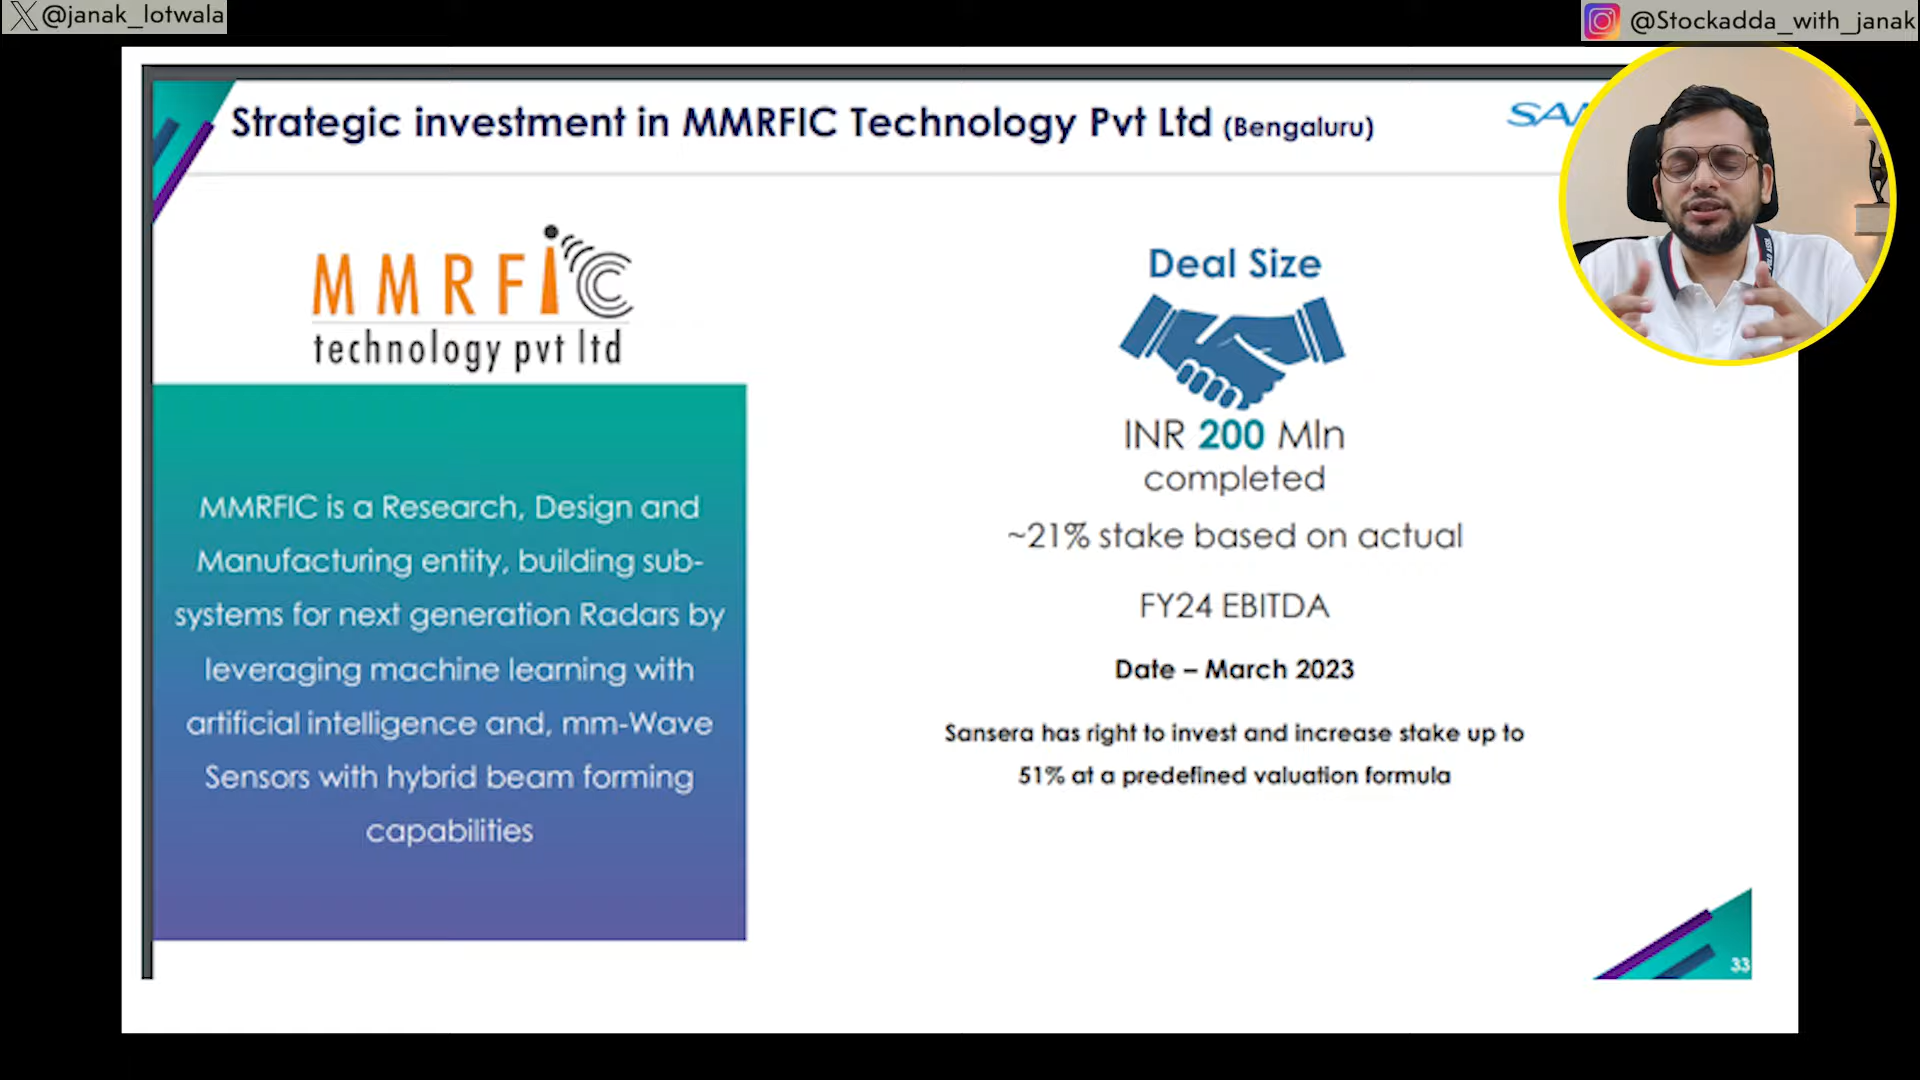 @janak_lotwala
@Stockadda_with_janak
Strategic investment in MMRFIC Technology Pvt Ltd (Bengaluru)
MMRFIC
technology pvt ltd
MMRFIC is a Research, Design and
Manufacturing entity, building sub-
systems for next generation Radars by
leveraging machine learning with
artificial intelligence and, mm-Wave
Sensors with hybrid beam forming
capabilities
Deal Size
INR 200 Mln
completed
~21% stake based on actual
FY24 EBITDA
Date – March 2023
Sansera has right to invest and increase stake up to
51% at a predefined valuation formula
33